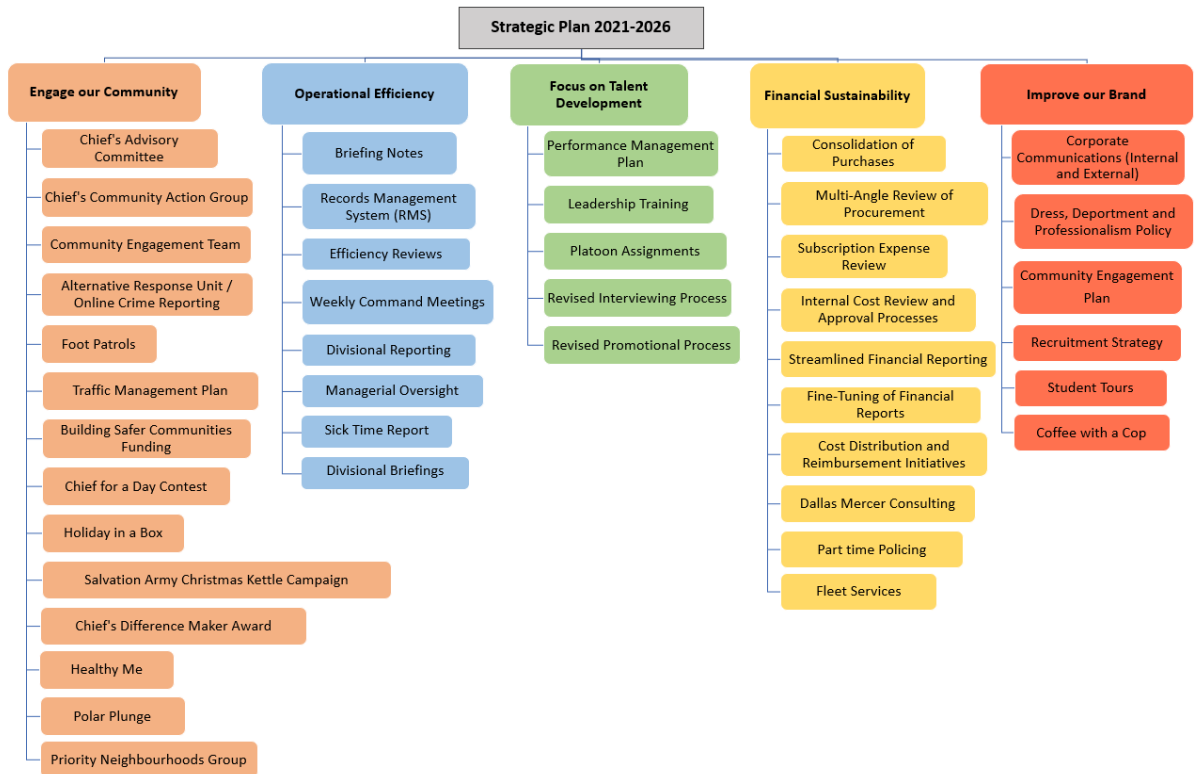 Strategic Plan 2021-2026
Engage our Community
Chief's Advisory
Committee
Chief's Community Action Group
Community Engagement Team
Alternative Response Unit /
Online Crime Reporting
Foot Patrols
Traffic Management Plan
Building Safer Communities
Funding
Chief for a Day Contest
Holiday in a Box
Salvation Army Christmas Kettle Campaign
Chief's Difference Maker Award
Healthy Me
Polar Plunge
Priority Neighbourhoods Group
Operational Efficiency
Briefing Notes
Records Management
System (RMS)
Efficiency Reviews
Weekly Command Meetings
Divisional Reporting
Managerial Oversight
Sick Time Report
Divisional Briefings
Focus on Talent
Development
Performance Management
Plan
Leadership Training
Platoon Assignments
Revised Interviewing Process
Revised Promotional Process
Financial Sustainability
Consolidation of
Purchases
Multi-Angle Review of
Procurement
Subscription Expense
Review
Internal Cost Review and
Approval Processes
Streamlined Financial Reporting
Fine-Tuning of Financial
Reports
Cost Distribution and
Reimbursement Initiatives
Dallas Mercer Consulting
Part time Policing
Fleet Services
Improve our Brand
Corporate
Communications (Internal
and External)
Dress, Deportment and
Professionalism Policy
Community Engagement
Plan
Recruitment Strategy
Student Tours
Coffee with a Cop